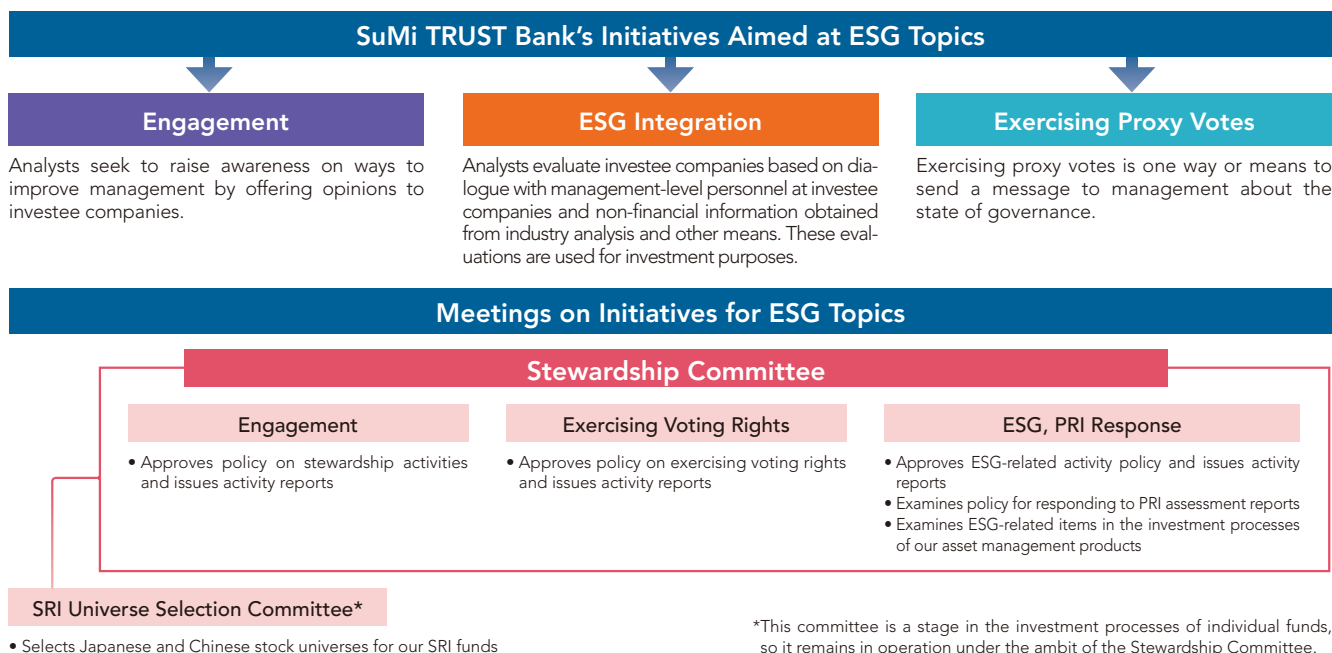 SuMi TRUST Bank's Initiatives Aimed at ESG Topics
Engagement
Analysts seek to raise awareness on ways to
improve management by offering opinions to
investee companies.
ESG Integration
Analysts evaluate investee companies based on dia-
logue with management-level personnel at investee
companies and non-financial information obtained
from industry analysis and other means. These eval-
uations are used for investment purposes.
Exercising Proxy Votes
Exercising proxy votes is one way or means to
send a message to management about the
state of governance.
Meetings on Initiatives for ESG Topics
Stewardship Committee
Engagement
• Approves policy on stewardship activities
and issues activity reports
Exercising Voting Rights
• Approves policy on exercising voting rights
and issues activity reports
ESG, PRI Response
• Approves ESG-related activity policy and issues activity
reports
• Examines policy for responding to PRI assessment reports
• Examines ESG-related items in the investment processes
of our asset management products
SRI Universe Selection Committee*
• Selects Japanese and Chinese stock universes for our SRI funds
*This committee is a stage in the investment processes of individual funds,
so it remains in operation under the ambit of the Stewardship Committee.